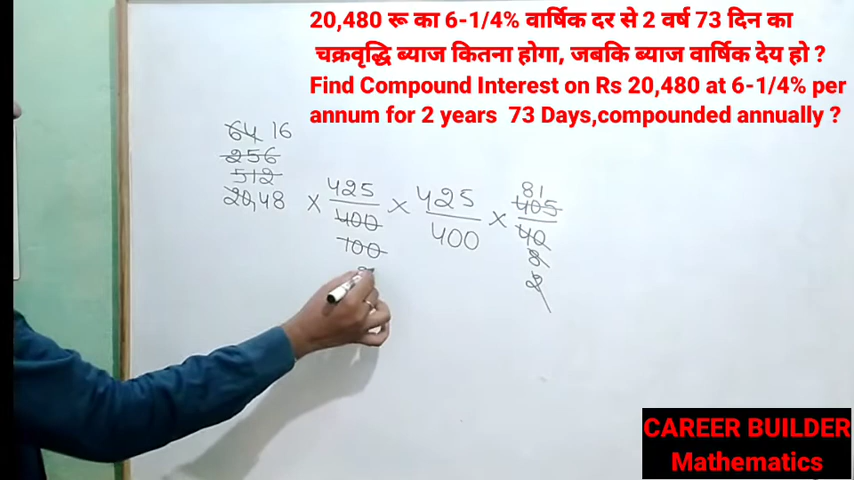 20,480 रू का 6-1/4% वार्षिक दर से 2 वर्ष 73 दिन का
चक्रवृद्धि ब्याज कितना होगा, जबकि ब्याज वार्षिक देय हो ?
Find Compound Interest on Rs 20,480 at 6-1/4% per
annum for 2 years 73 Days,compounded annually ?
64 16
256
512
20,48 × 425/400 × 425/400 × 405/40
100
81
8
2
CAREER BUILDER
Mathematics